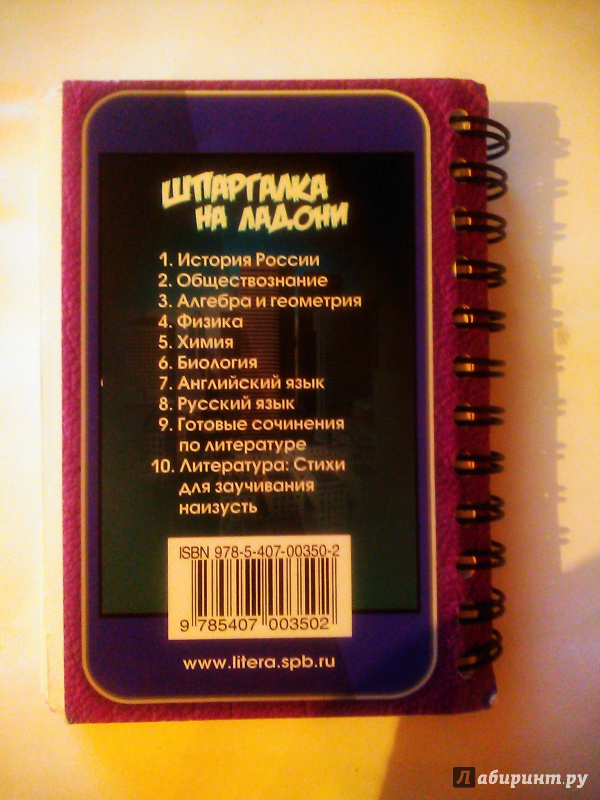 ШПАРГАЛКА
НА ЛАДОНИ
1. История России
2. Обществознание
3. Алгебра и геометрия
4. Физика
5. Химия
6. Биология
7. Английский язык
8. Русский язык
9. Готовые сочинения
по литературе
10. Литература: Стихи
для заучивания
наизусть
ISBN 978-5-407-00350-2
9 785407 003502
www.litera.spb.ru
Лабиринт.ру